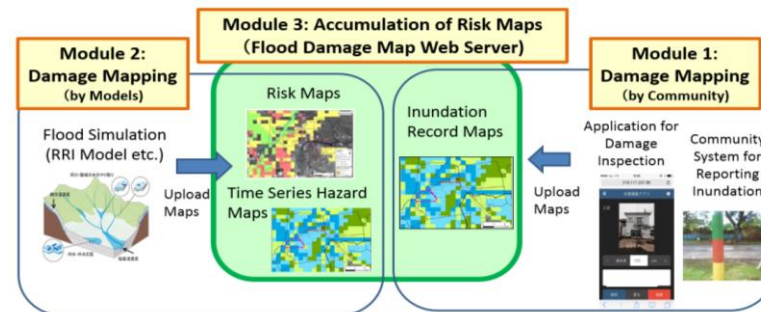 Module 3: Accumulation of Risk Maps
(Flood Damage Map Web Server)
Module 2:
Damage Mapping
(by Models)
Module 1:
Damage Mapping
(by Community)
Risk Maps
Inundation
Record Maps
Flood Simulation
(RRI Model etc.)
Upload
Maps
Time Series Hazard
Maps
Upload
Maps
Application for
Damage
Inspection
Community
System for
Reporting
Inundation